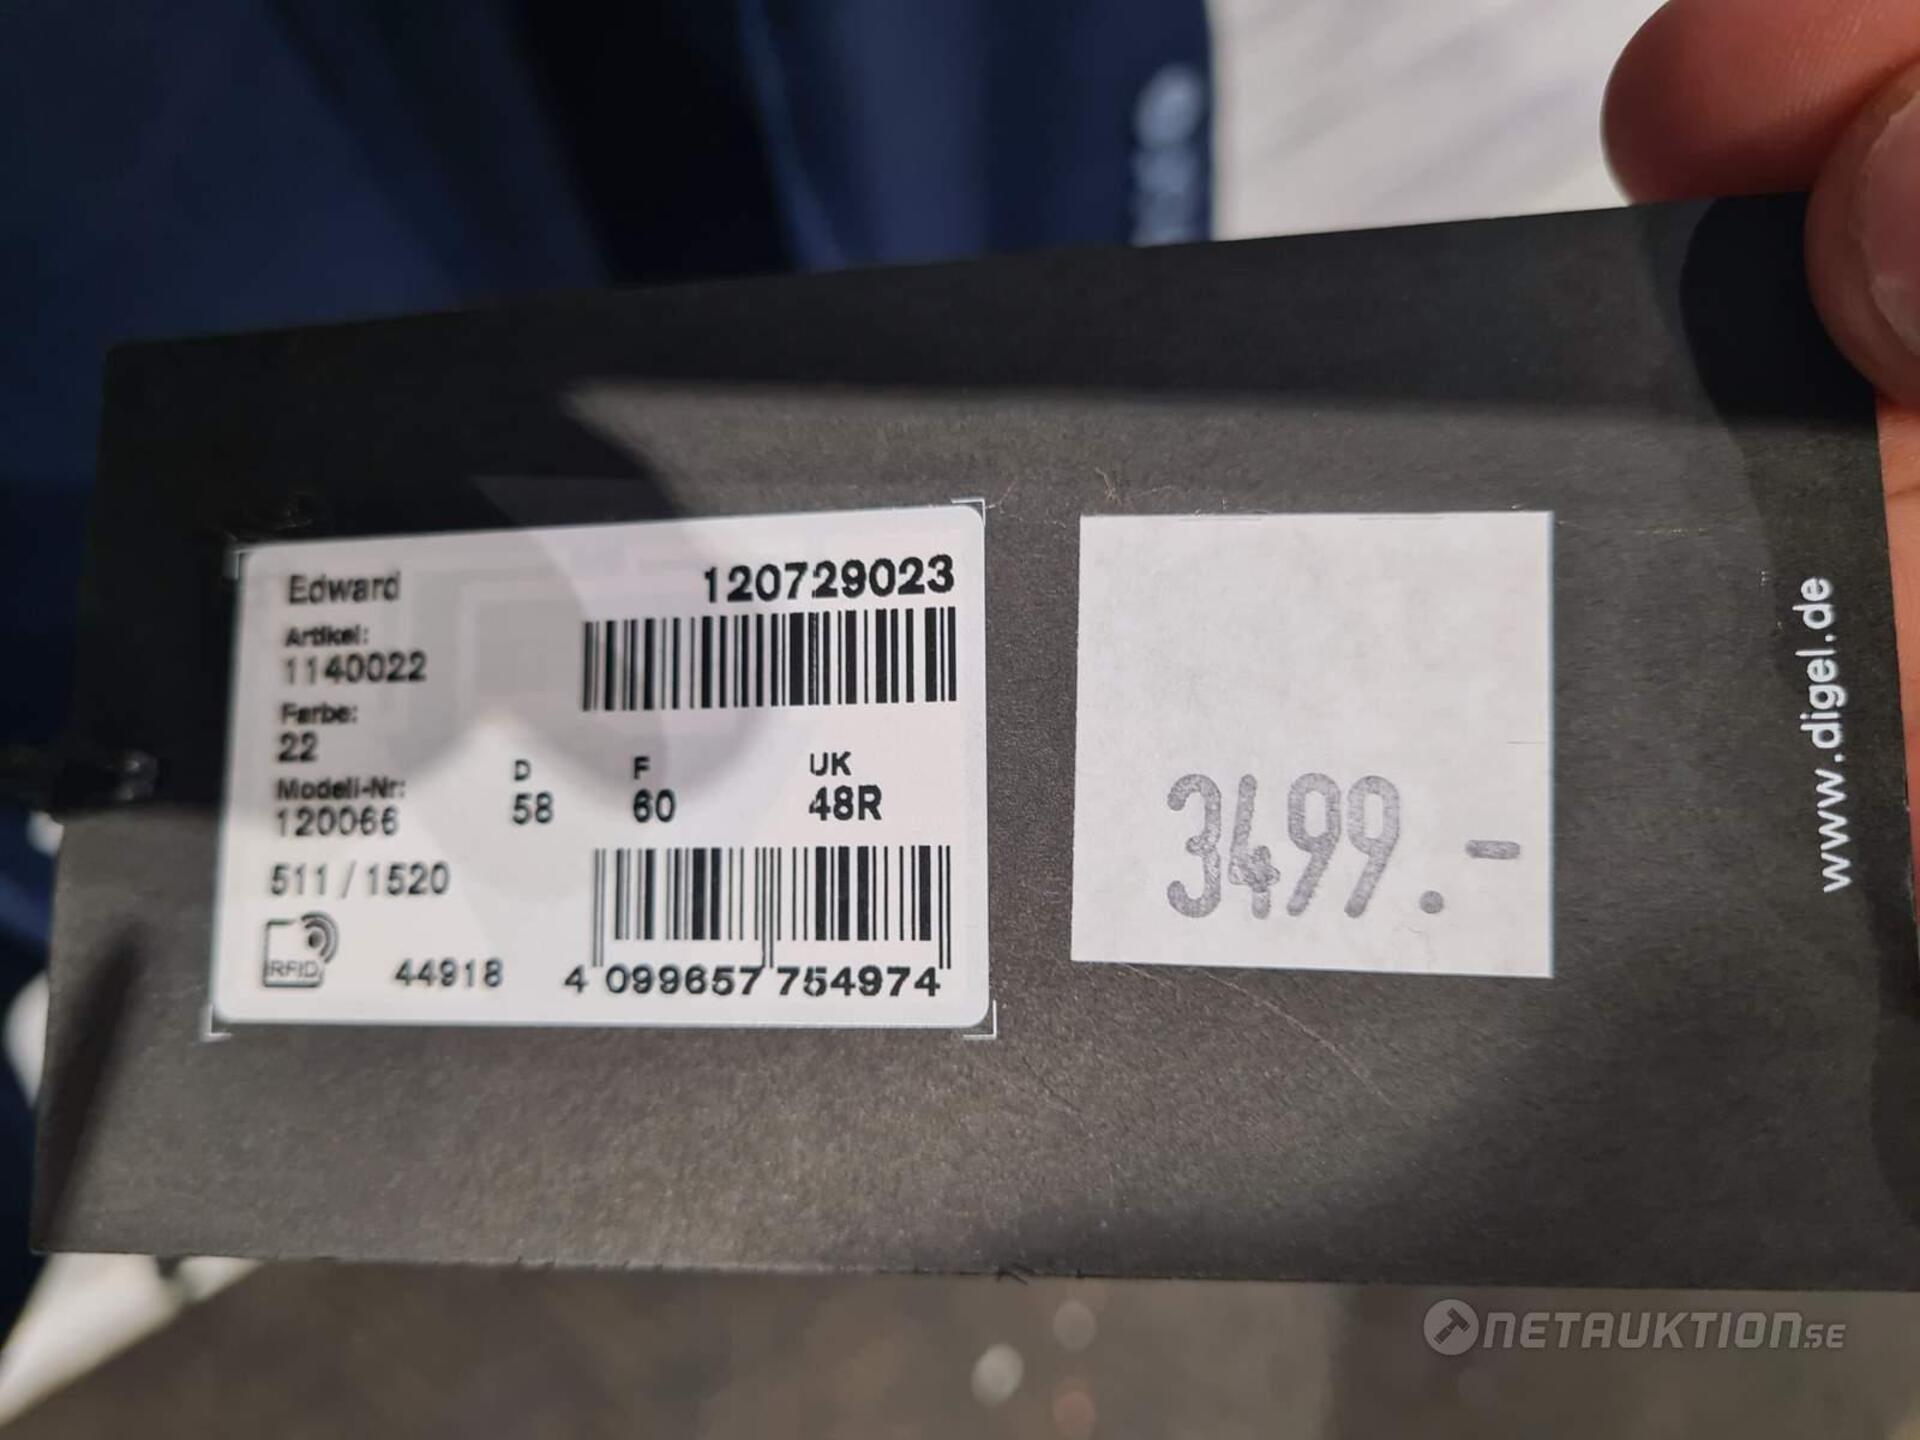 Edward
120729023
Artikel:
1140022
Farbe:
22
Modell-Nr:
120066
D F UK
58 60 48R
511 / 1520
RFID
44918
4 099657 754974
3499.-
www.digel.de
NETAUKTION.SE